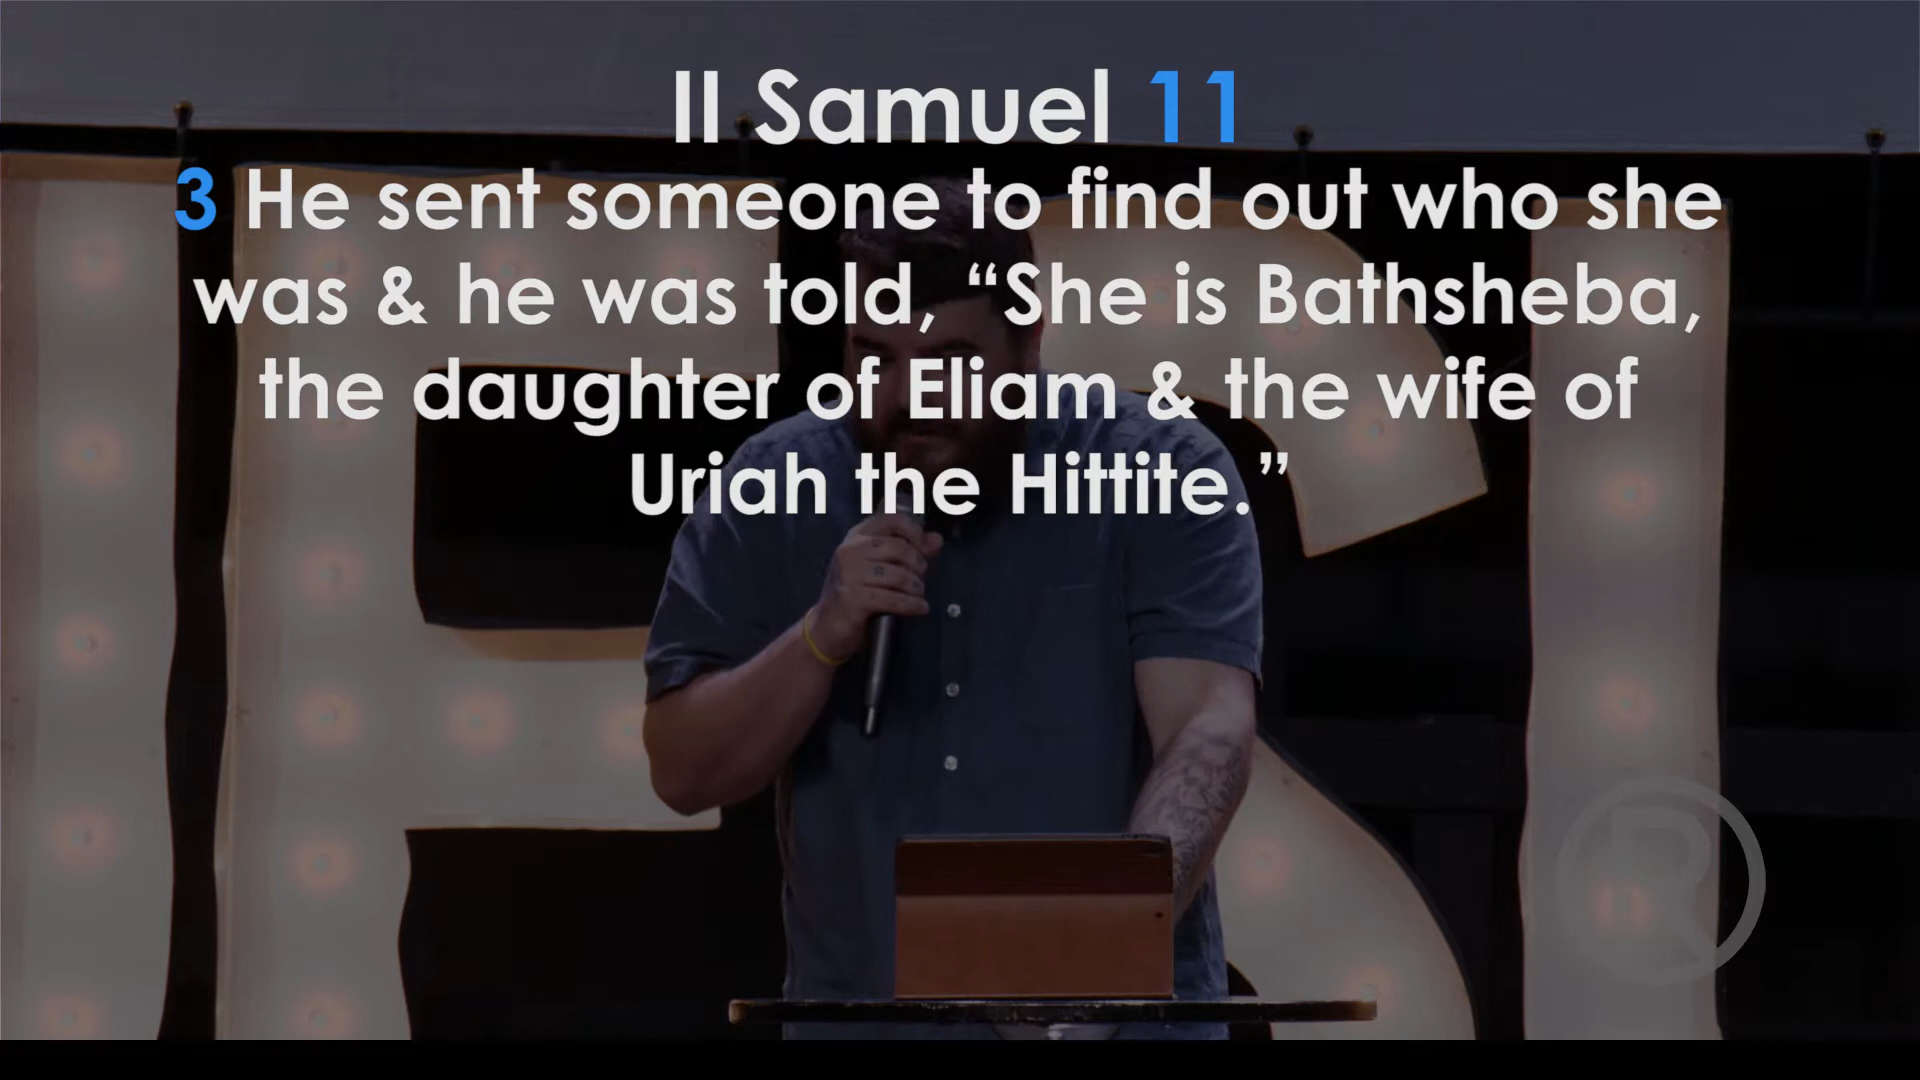 II Samuel 11
3 He sent someone to find out who she
was & he was told, “She is Bathsheba,
the daughter of Eliam & the wife of
Uriah the Hittite.”
R